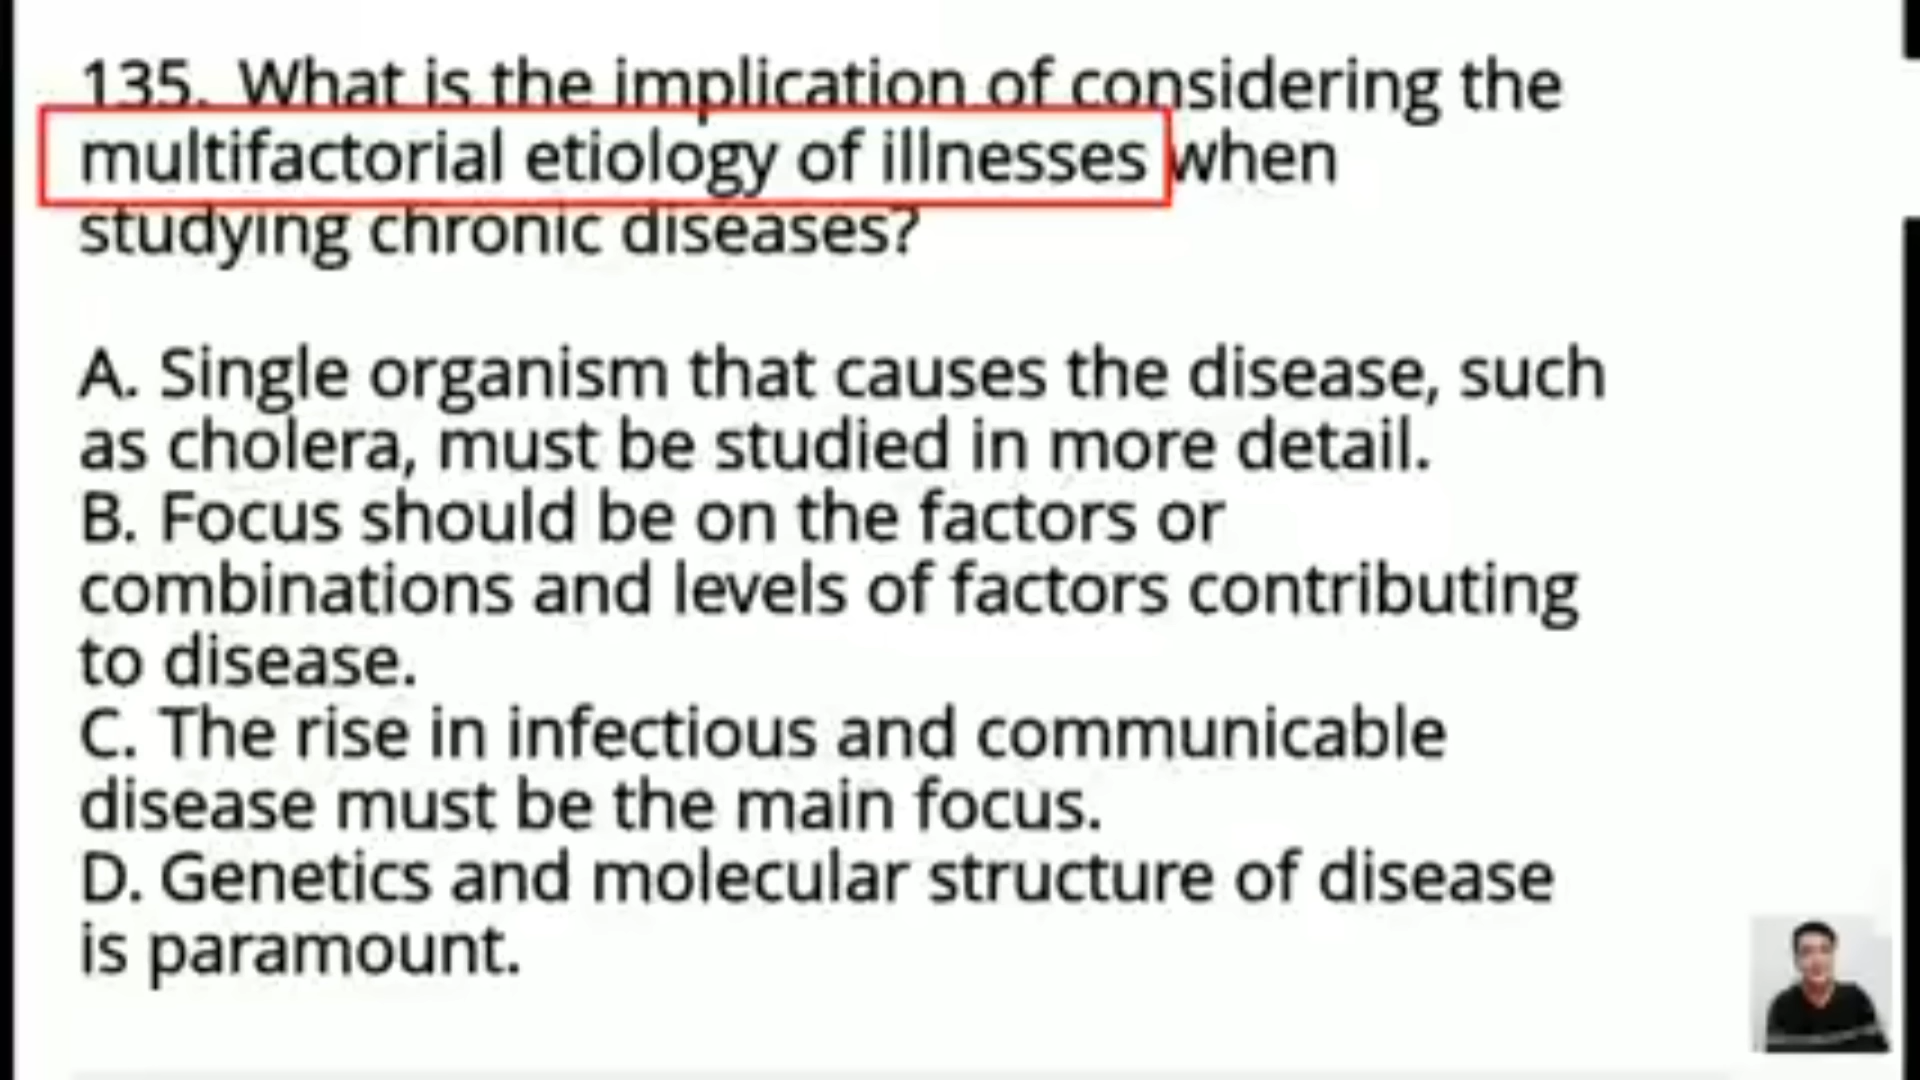 135. What is the implication of considering the
multifactorial etiology of illnesses when
studying chronic diseases?
A. Single organism that causes the disease, such
as cholera, must be studied in more detail.
B. Focus should be on the factors or
combinations and levels of factors contributing
to disease.
C. The rise in infectious and communicable
disease must be the main focus.
D. Genetics and molecular structure of disease
is paramount.